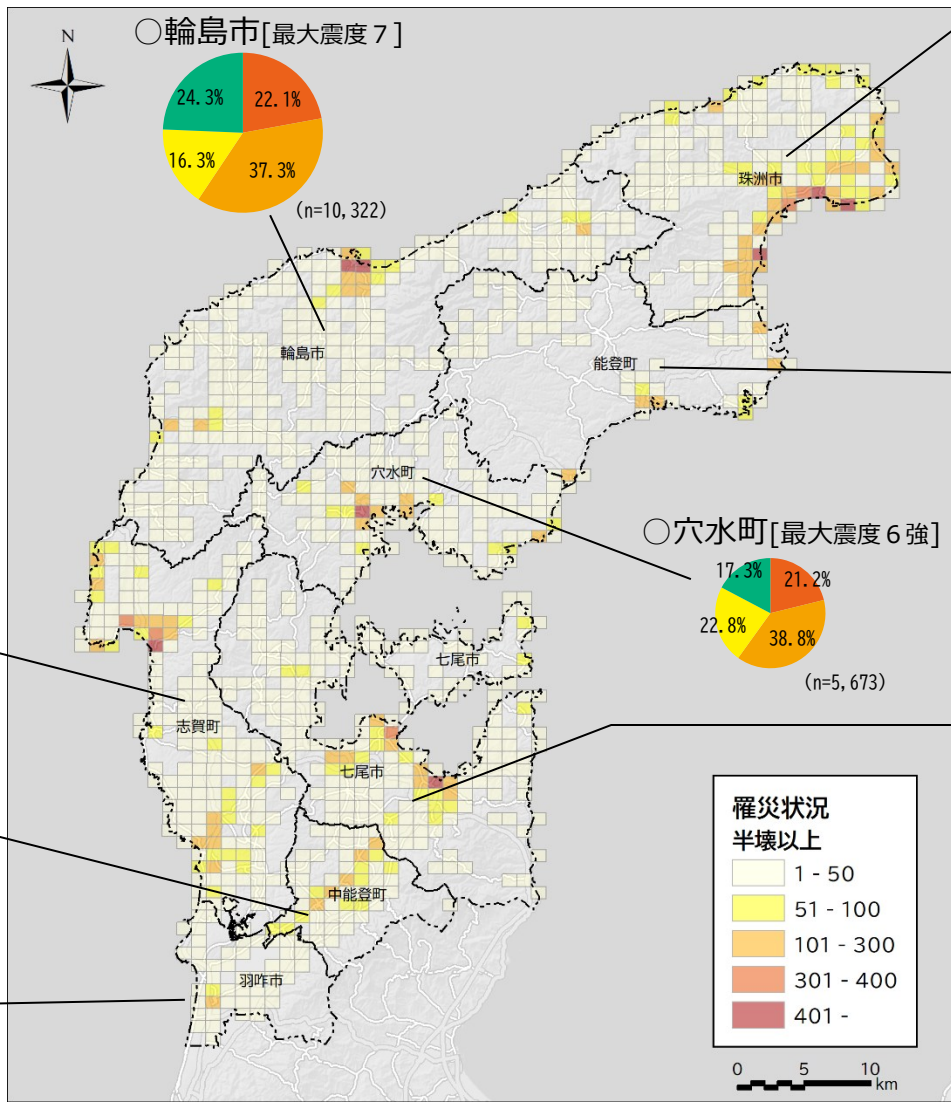 N
○輪島市[最大震度７]
24.3%
22.1%
16.3%
37.3%
(n=10,322)
珠洲市
輪島市
能登町
穴水町
○穴水町[最大震度６強]
17.3%
21.2%
22.8%
38.8%
(n=5,673)
七尾市
志賀町
七尾市
中能登町
羽咋市
罹災状況
半壊以上
1 - 50
51 - 100
101 - 300
301 - 400
401 -
0 5 10
km